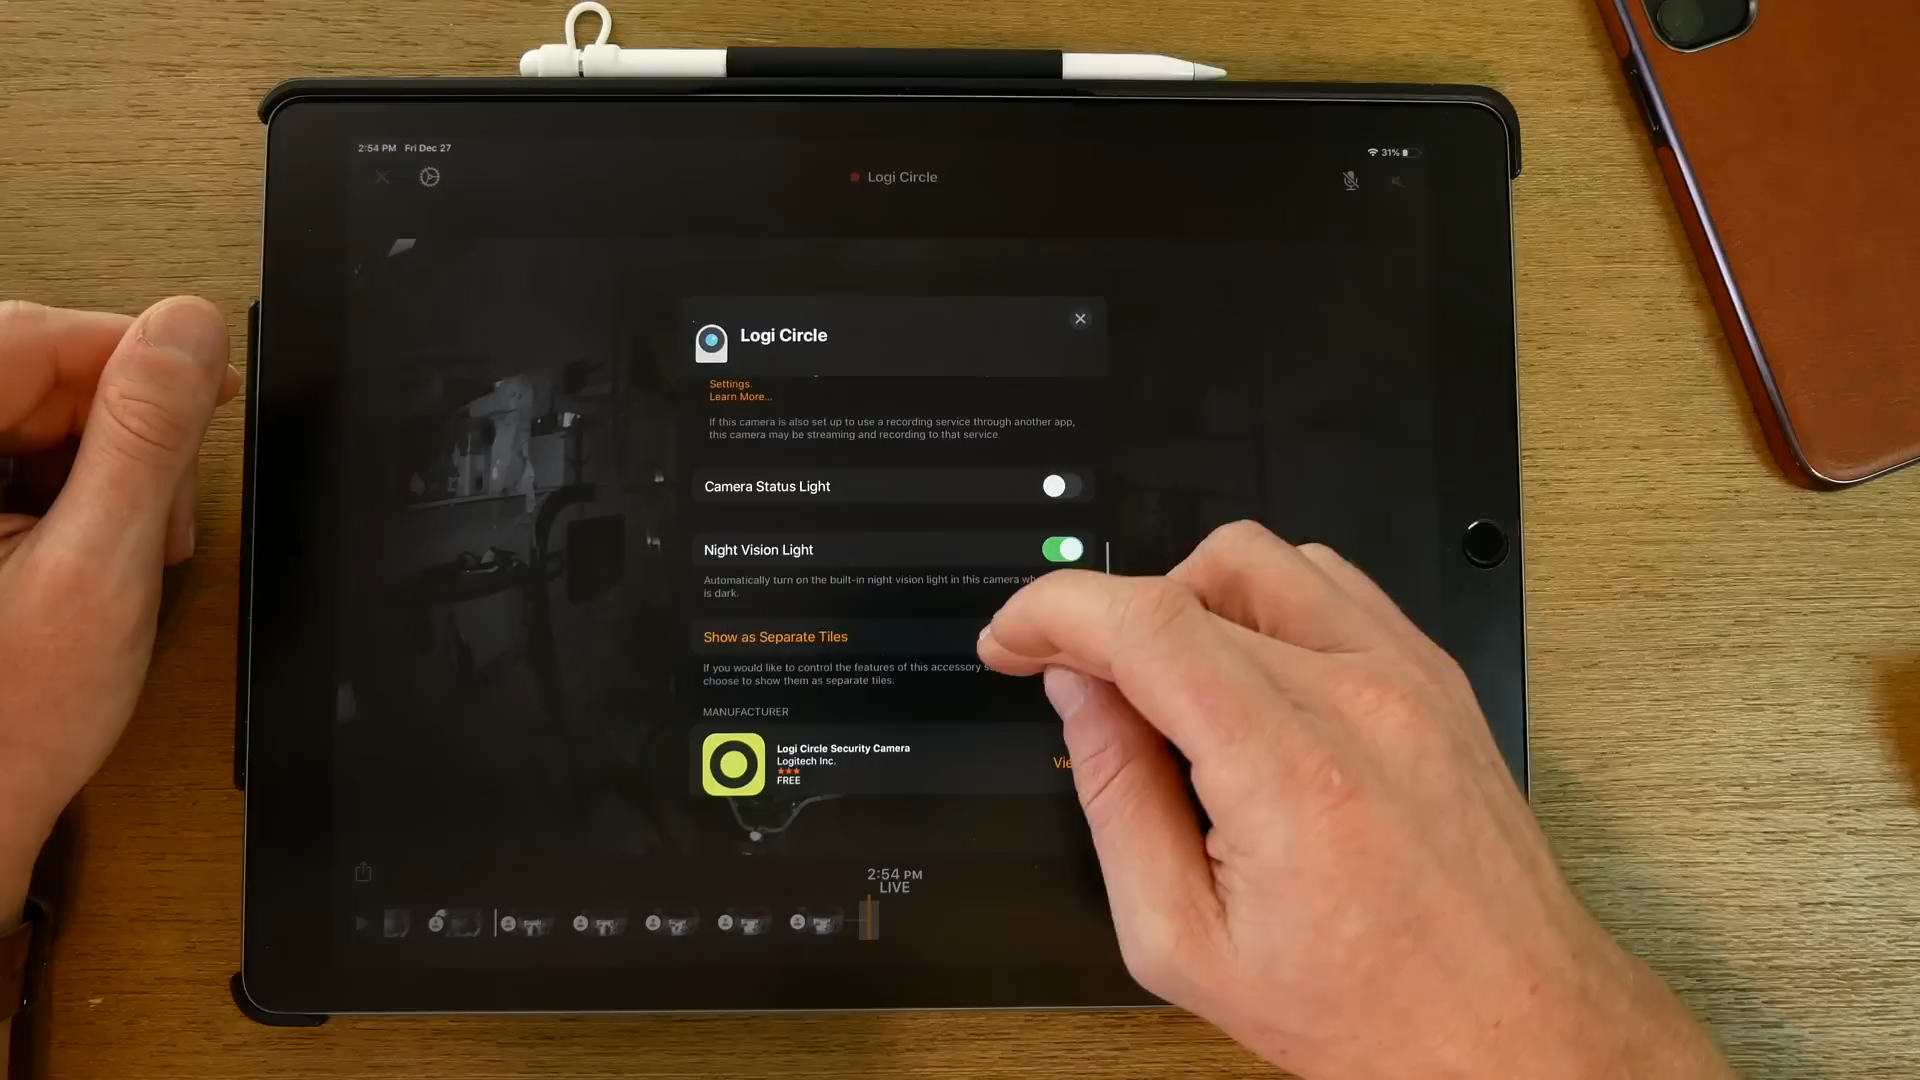 2:54 PM Fri Dec 27
31%
Logi Circle
Logi Circle
Settings.
Learn More...
If this camera is also set up to use a recording service through another app,
this camera may be streaming and recording to that service.
Camera Status Light
Night Vision Light
Automatically turn on the built-in night vision light in this camera
is dark.
Show as Separate Tiles
If you would like to control the features of this accessory
choose to show them as separate tiles.
MANUFACTURER
Logi Circle Security Camera
Logitech Inc.
FREE
2:54 PM
LIVE